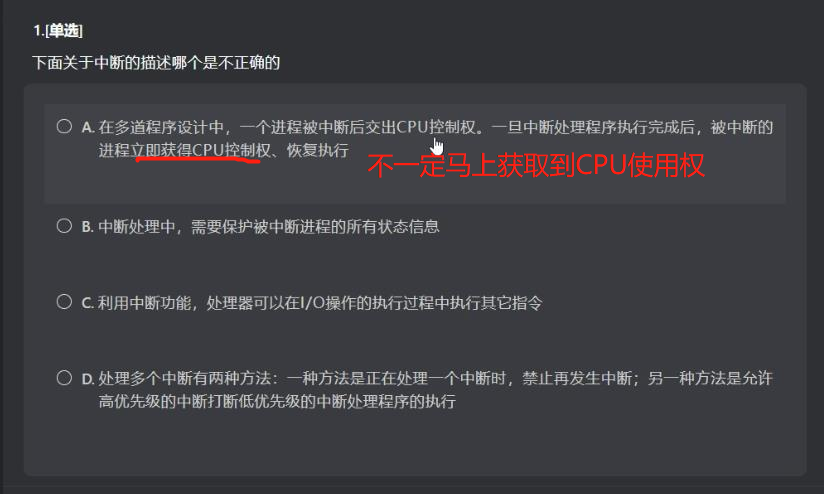 1.[单选]
下面关于中断的描述哪个是不正确的
A. 在多道程序设计中，一个进程被中断后交出CPU控制权。一旦中断处理程序执行完成后，被中断的
进程立即获得CPU控制权、恢复执行
不一定马上获取到CPU使用权
B. 中断处理中，需要保护被中断进程的所有状态信息
C. 利用中断功能，处理器可以在I/O操作的执行过程中执行其它指令
D. 处理多个中断有两种方法：一种方法是正在处理一个中断时，禁止再发生中断；另一种方法是允许
高优先级的中断打断低优先级的中断处理程序的执行